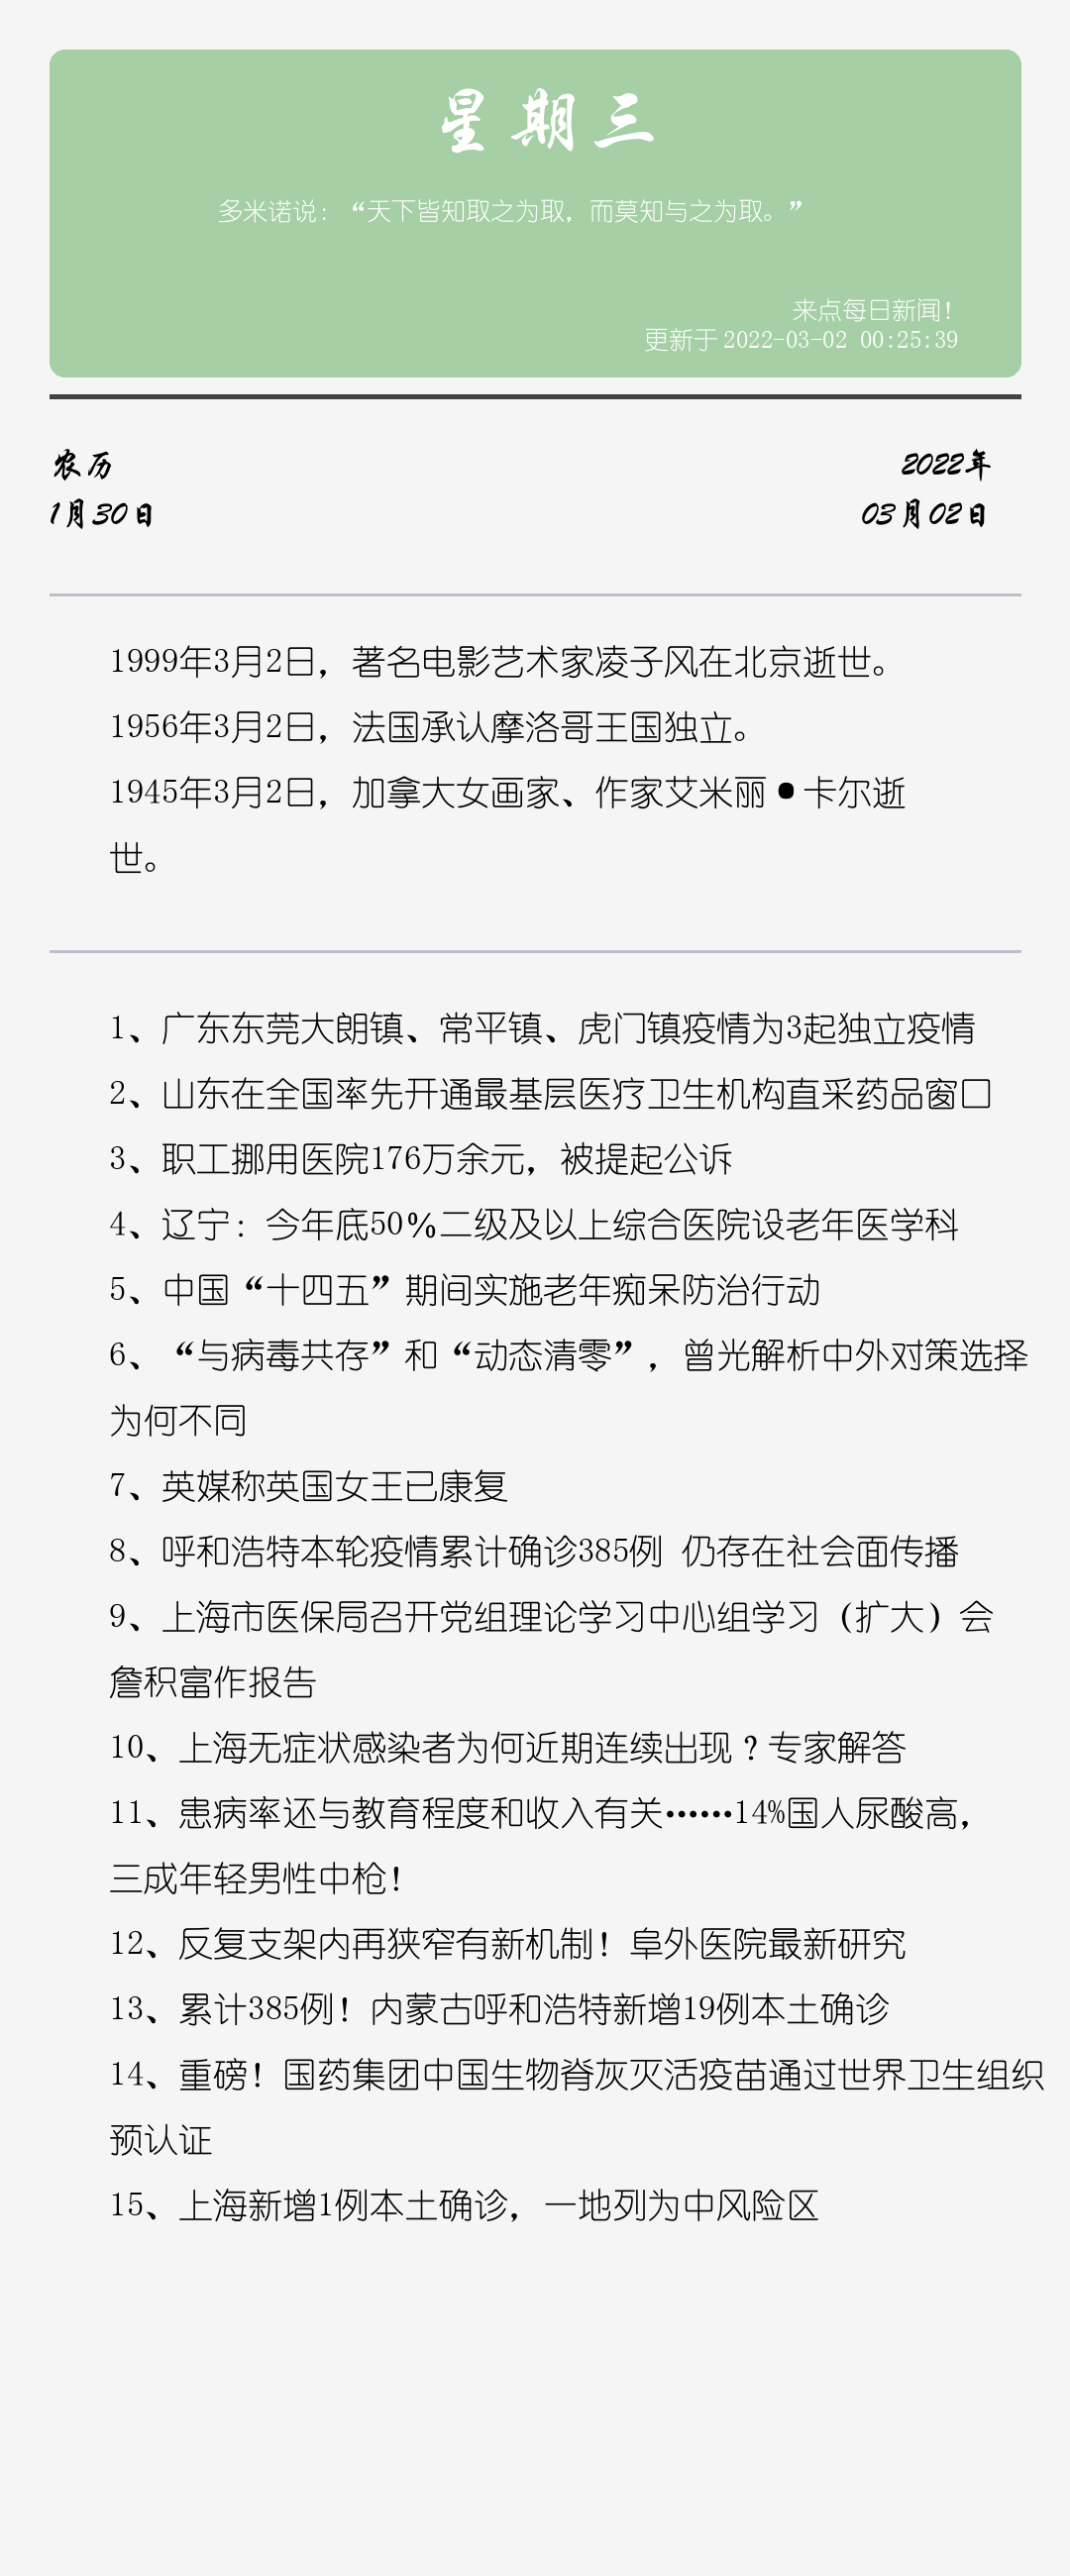 星期三
多米诺说：“天下皆知取之为取，而莫知与之为取。”
来点每日新闻！
更新于 2022-03-02 00:25:39
农历
1月30日
2022年
03月02日
1999年3月2日，著名电影艺术家凌子风在北京逝世。
1956年3月2日，法国承认摩洛哥王国独立。
1945年3月2日，加拿大女画家、作家艾米丽•卡尔逝
世。
1、广东东莞大朗镇、常平镇、虎门镇疫情为3起独立疫情
2、山东在全国率先开通最基层医疗卫生机构直采药品窗口
3、职工挪用医院176万余元，被提起公诉
4、辽宁：今年底50%二级及以上综合医院设老年医学科
5、中国“十四五”期间实施老年痴呆防治行动
6、“与病毒共存”和“动态清零”，曾光解析中外对策选择
为何不同
7、英媒称英国女王已康复
8、呼和浩特本轮疫情累计确诊385例 仍存在社会面传播
9、上海市医保局召开党组理论学习中心组学习（扩大）会
詹积富作报告
10、上海无症状感染者为何近期连续出现？专家解答
11、患病率还与教育程度和收入有关……14%国人尿酸高，
三成年轻男性中枪！
12、反复支架内再狭窄有新机制！阜外医院最新研究
13、累计385例！内蒙古呼和浩特新增19例本土确诊
14、重磅！国药集团中国生物脊灰灭活疫苗通过世界卫生组织
预认证
15、上海新增1例本土确诊，一地列为中风险区